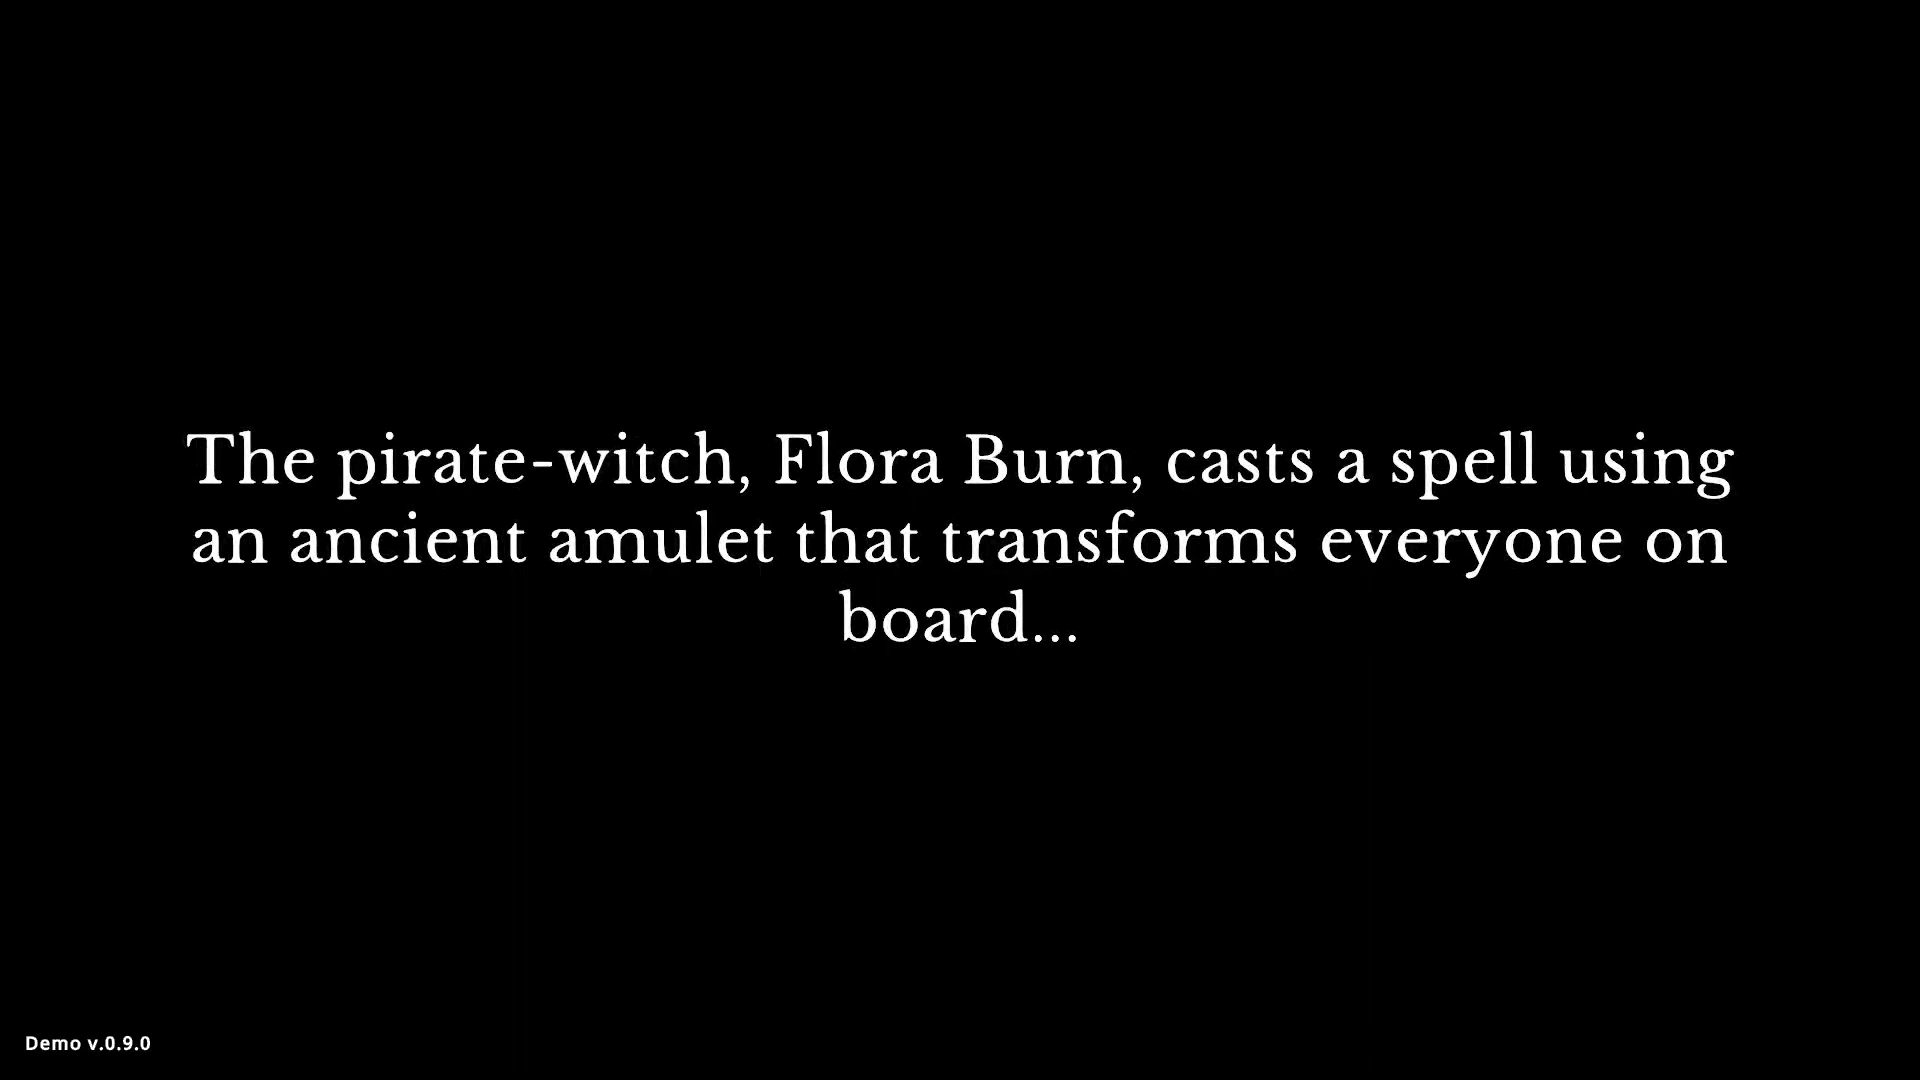 The pirate-witch, Flora Burn, casts a spell using
an ancient amulet that transforms everyone on
board...
Demo v.0.9.0